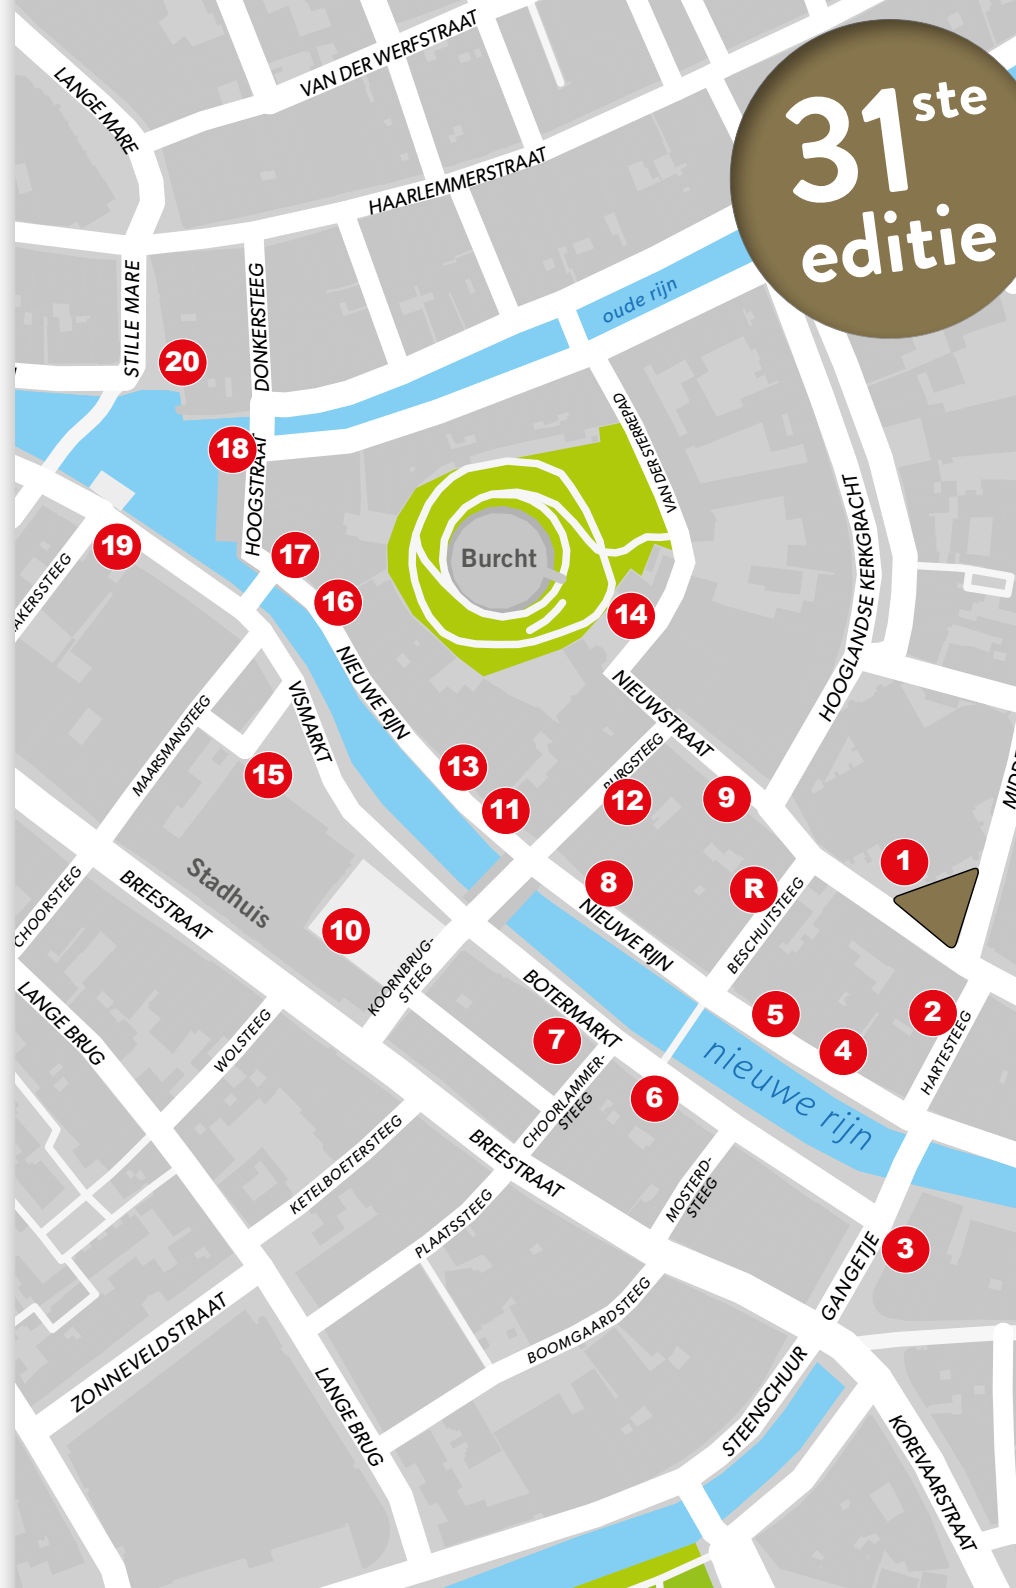 31ste
editie
VAN DER WERFSTRAAT
LANGE MARE
HAARLEMMERSTRAAT
STILLE MARE
DONKERSTEEG
oude rijn
20
18
HOOGSTRAAT
VAN DER STERREPAD
HOOGLANDSE KERKGRACHT
19
17
Burcht
16
14
NIEUWE RIJN
VISMARKT
MAARSMANSTEEG
NIEUWSTRAAT
BURGSTEEG
15
13
11
12
9
1
CHOORSTEEG
BREESTRAAT
Stadhuis
10
8
R
NIEUWE RIJN
BESCHUITSTEEG
KOORNBRUG-
STEEG
LANGE BRUG
WOLSTEEG
BOTERMARKT
7
5
4
2
HARTESTEEG
nieuwe rijn
CHOORLAMMER-
STEEG
6
KETELBOETERSTEEG
BREESTRAAT
PLAATSSTEEG
MOSTERD-
STEEG
3
GANGETJE
ZONNEVELDSTRAAT
BOOMGAARDSTEEG
LANGE BRUG
STEENSCHUUR
KOREVAARSTRAAT